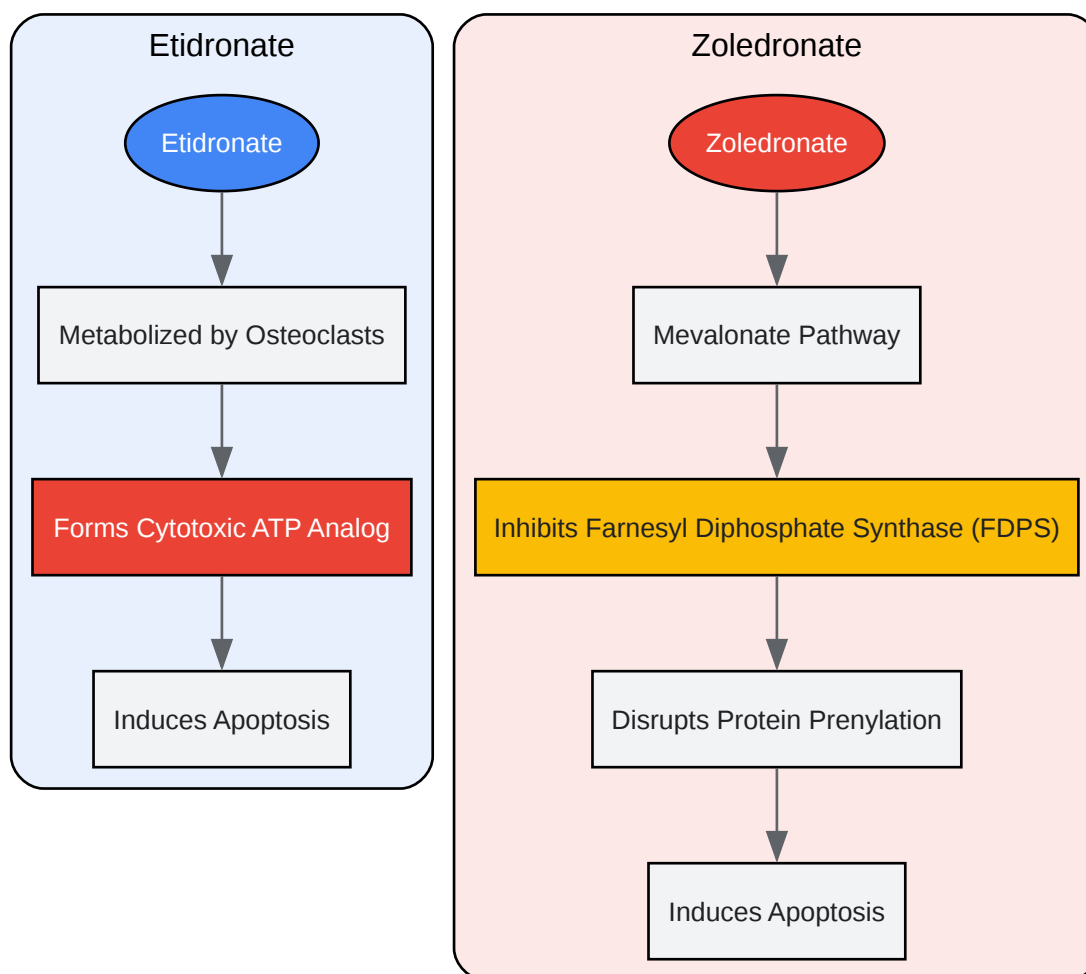 Etidronate
Etidronate
Metabolized by Osteoclasts
Forms Cytotoxic ATP Analog
Induces Apoptosis
Zoledronate
Zoledronate
Mevalonate Pathway
Inhibits Farnesyl Diphosphate Synthase (FDPS)
Disrupts Protein Prenylation
Induces Apoptosis